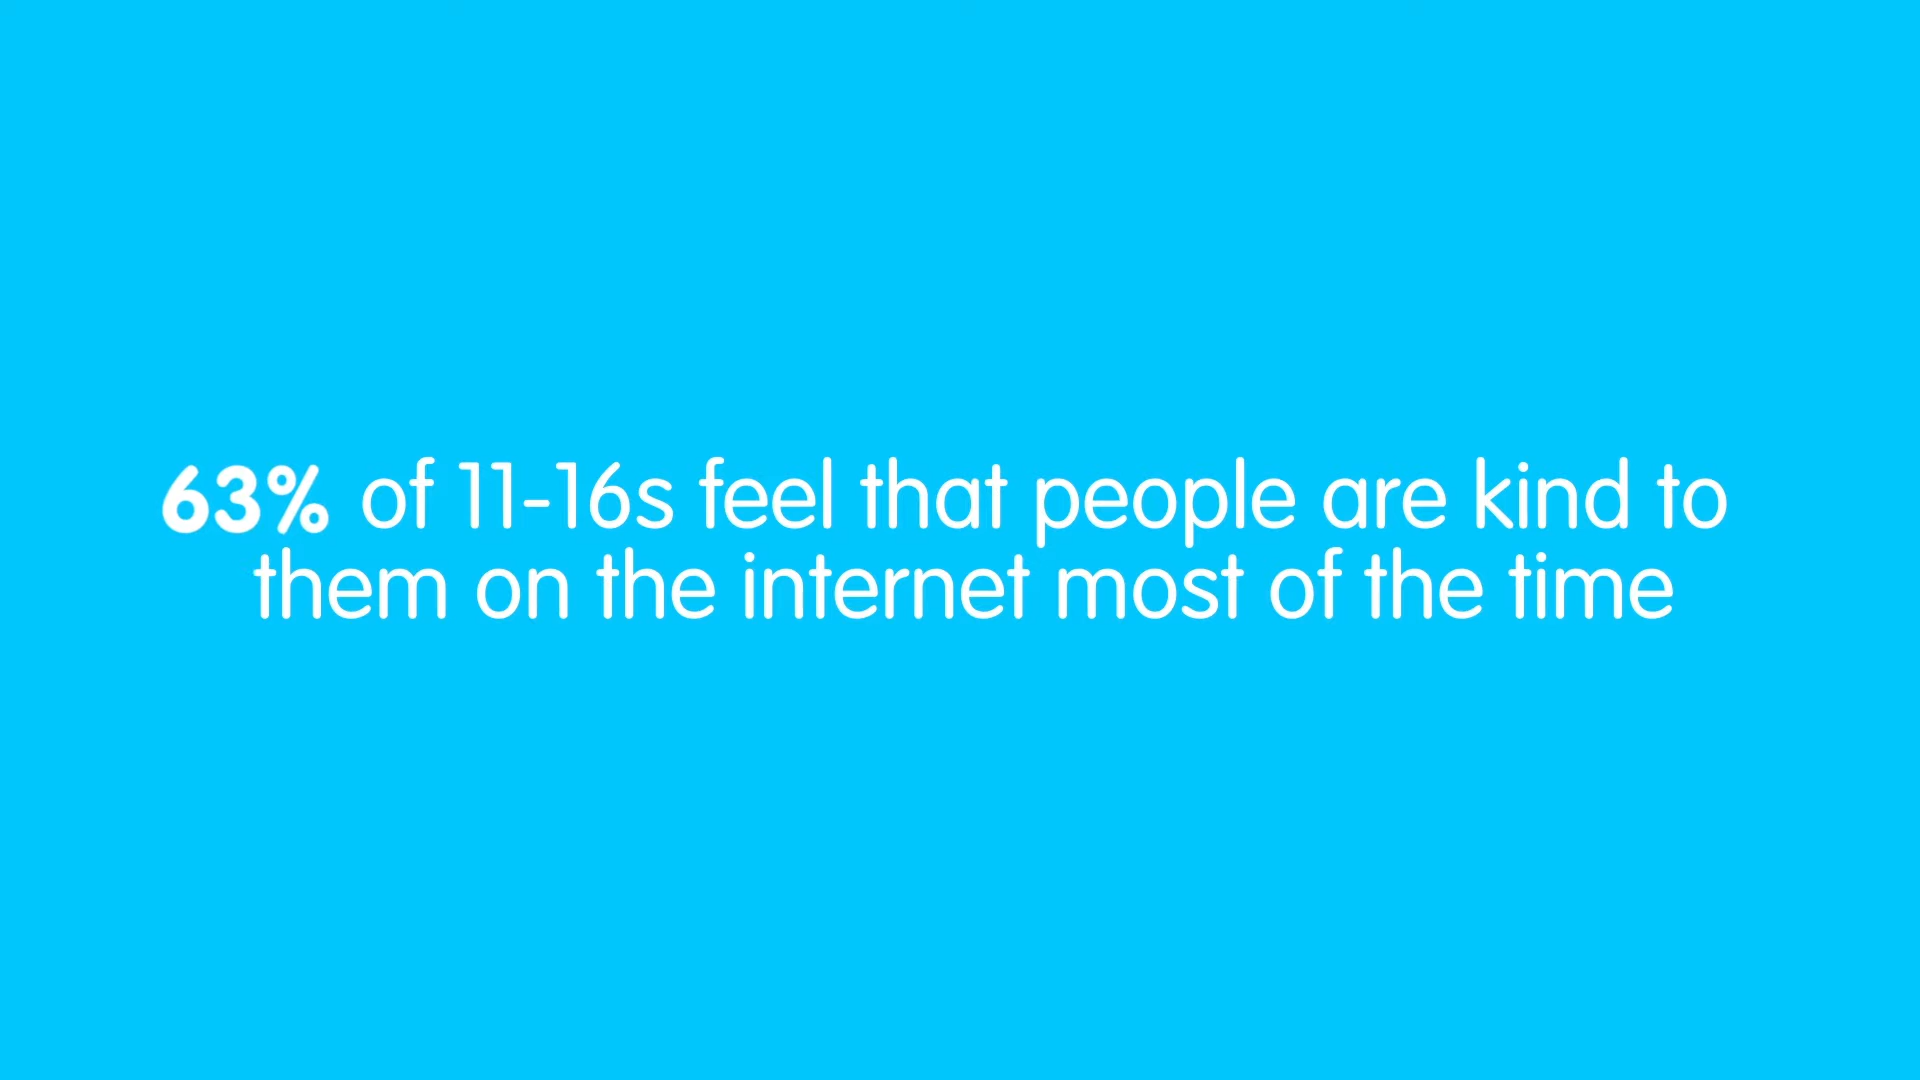 63% of 11-16s feel that people are kind to
them on the internet most of the time